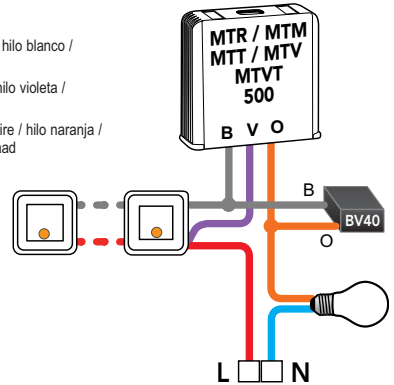 hilo blanco /
hilo violeta /
ire / hilo naranja /
nad
MTR / MTM
MTT / MTV
MTVT
500
B V O
B
BV40
O
L N